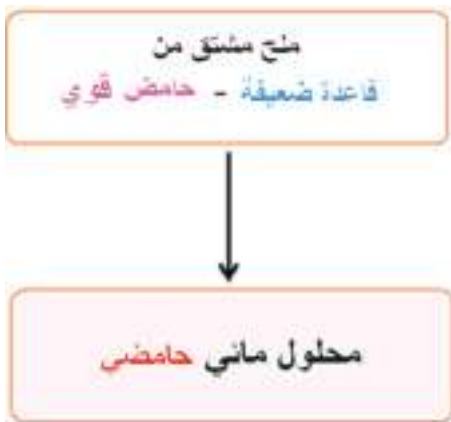 ملح مشتق من
قاعدة ضعيفة - حامض قوي
محلول مائي حامضي